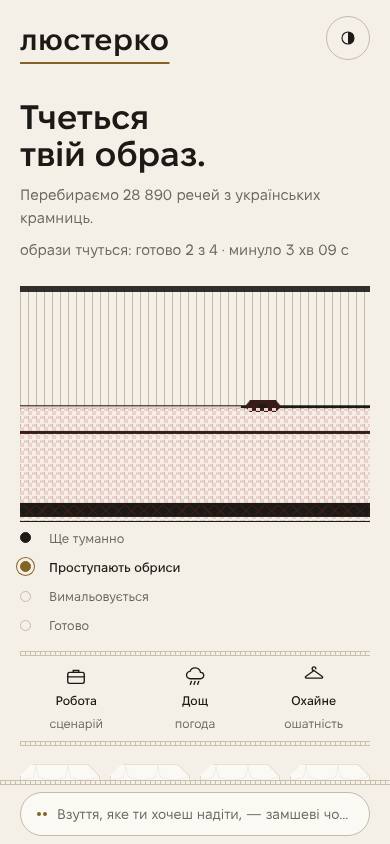 люстерко
Тчеться
твій образ.
Перебираємо 28 890 речей з українських
крамниць.
образи тчуться: готово 2 з 4 · минуло 3 хв 09 с
Ще туманно
Проступають обриси
Вимальовується
Готово
Робота
сценарій
Дощ
погода
Охайне
ошатність
Взуття, яке ти хочеш надіти, — замшеві чо…